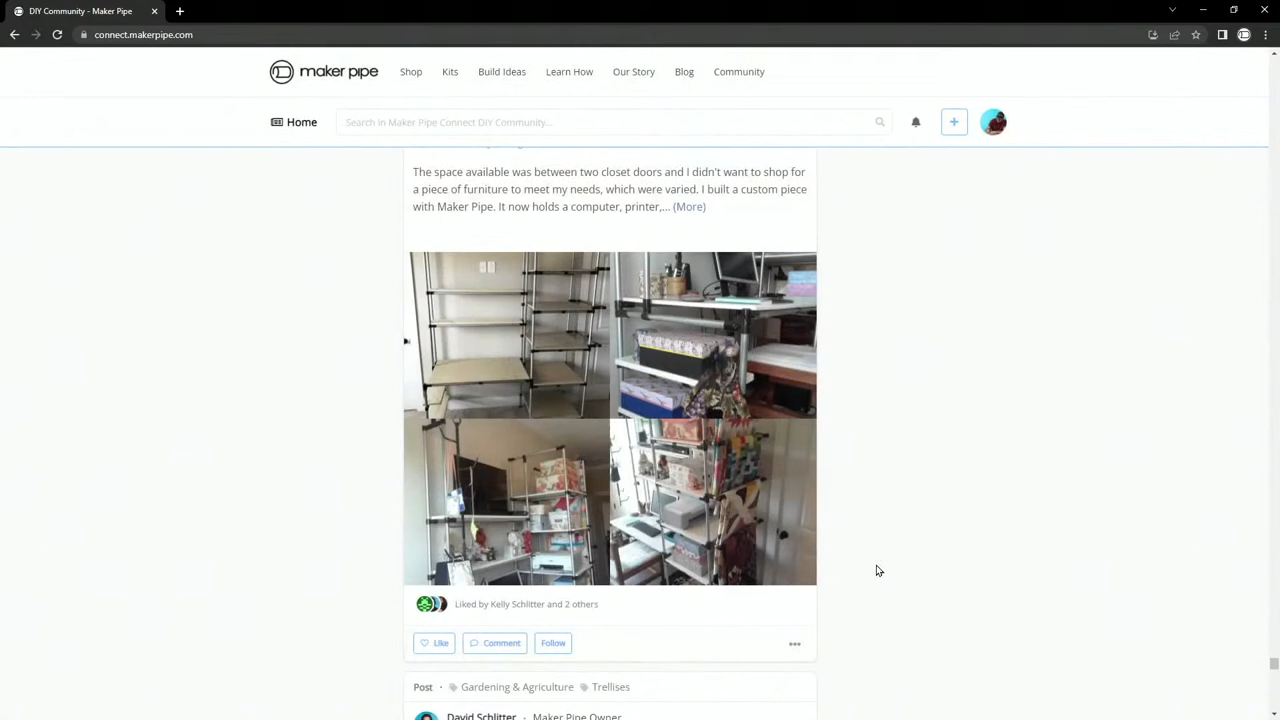 DIY Community - Maker Pipe
connect.makerpipe.com
maker pipe Shop Kits Build Ideas Learn How Our Story Blog Community
Home Search in Maker Pipe Connect DIY Community...
The space available was between two closet doors and I didn't want to shop for
a piece of furniture to meet my needs, which were varied. I built a custom piece
with Maker Pipe. It now holds a computer, printer,... (More)
Liked by Kelly Schlitter and 2 others
Like Comment Follow
Post · Gardening & Agriculture Trellises
David Schlitter · Maker Pipe Owner